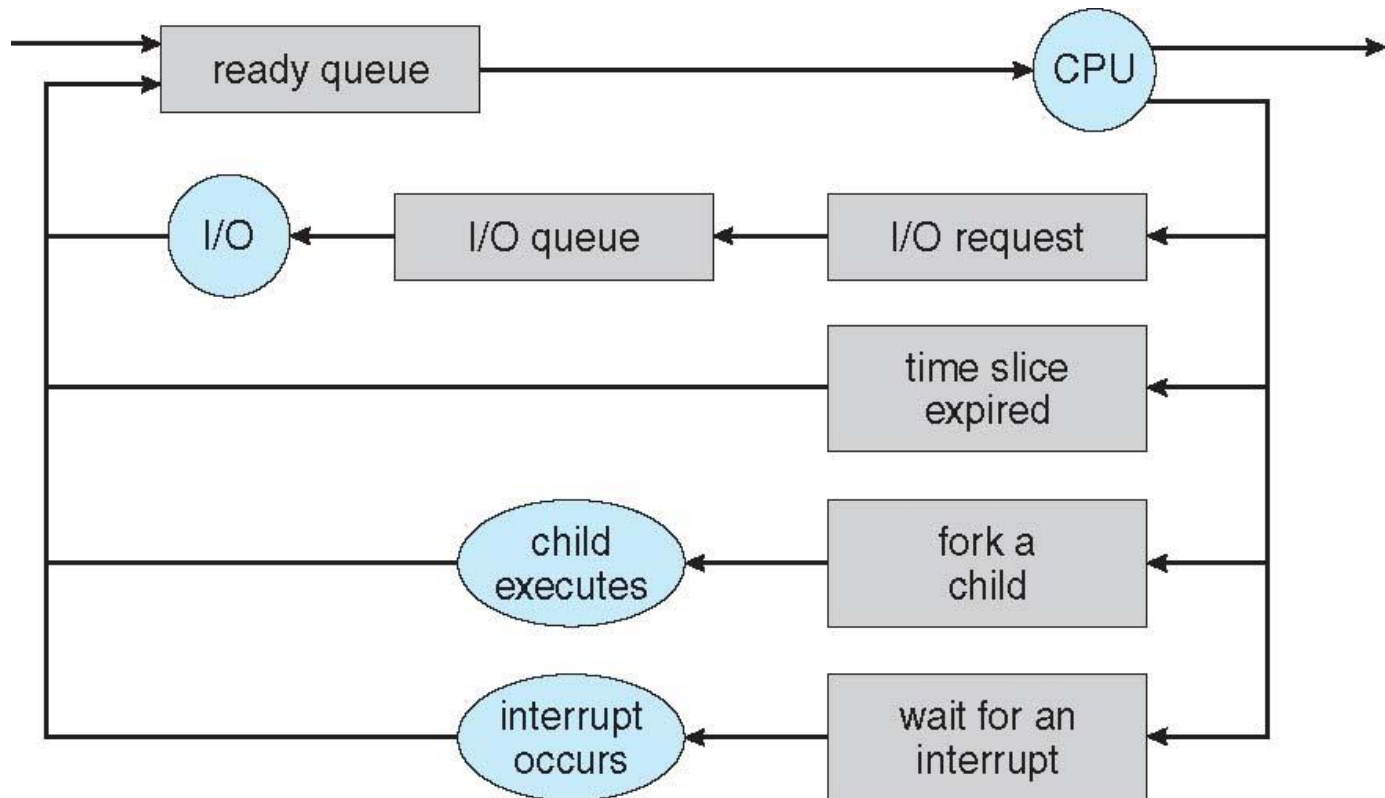 ready queue
CPU
I/O
I/O queue
I/O request
time slice
expired
child
executes
fork a
child
interrupt
occurs
wait for an
interrupt